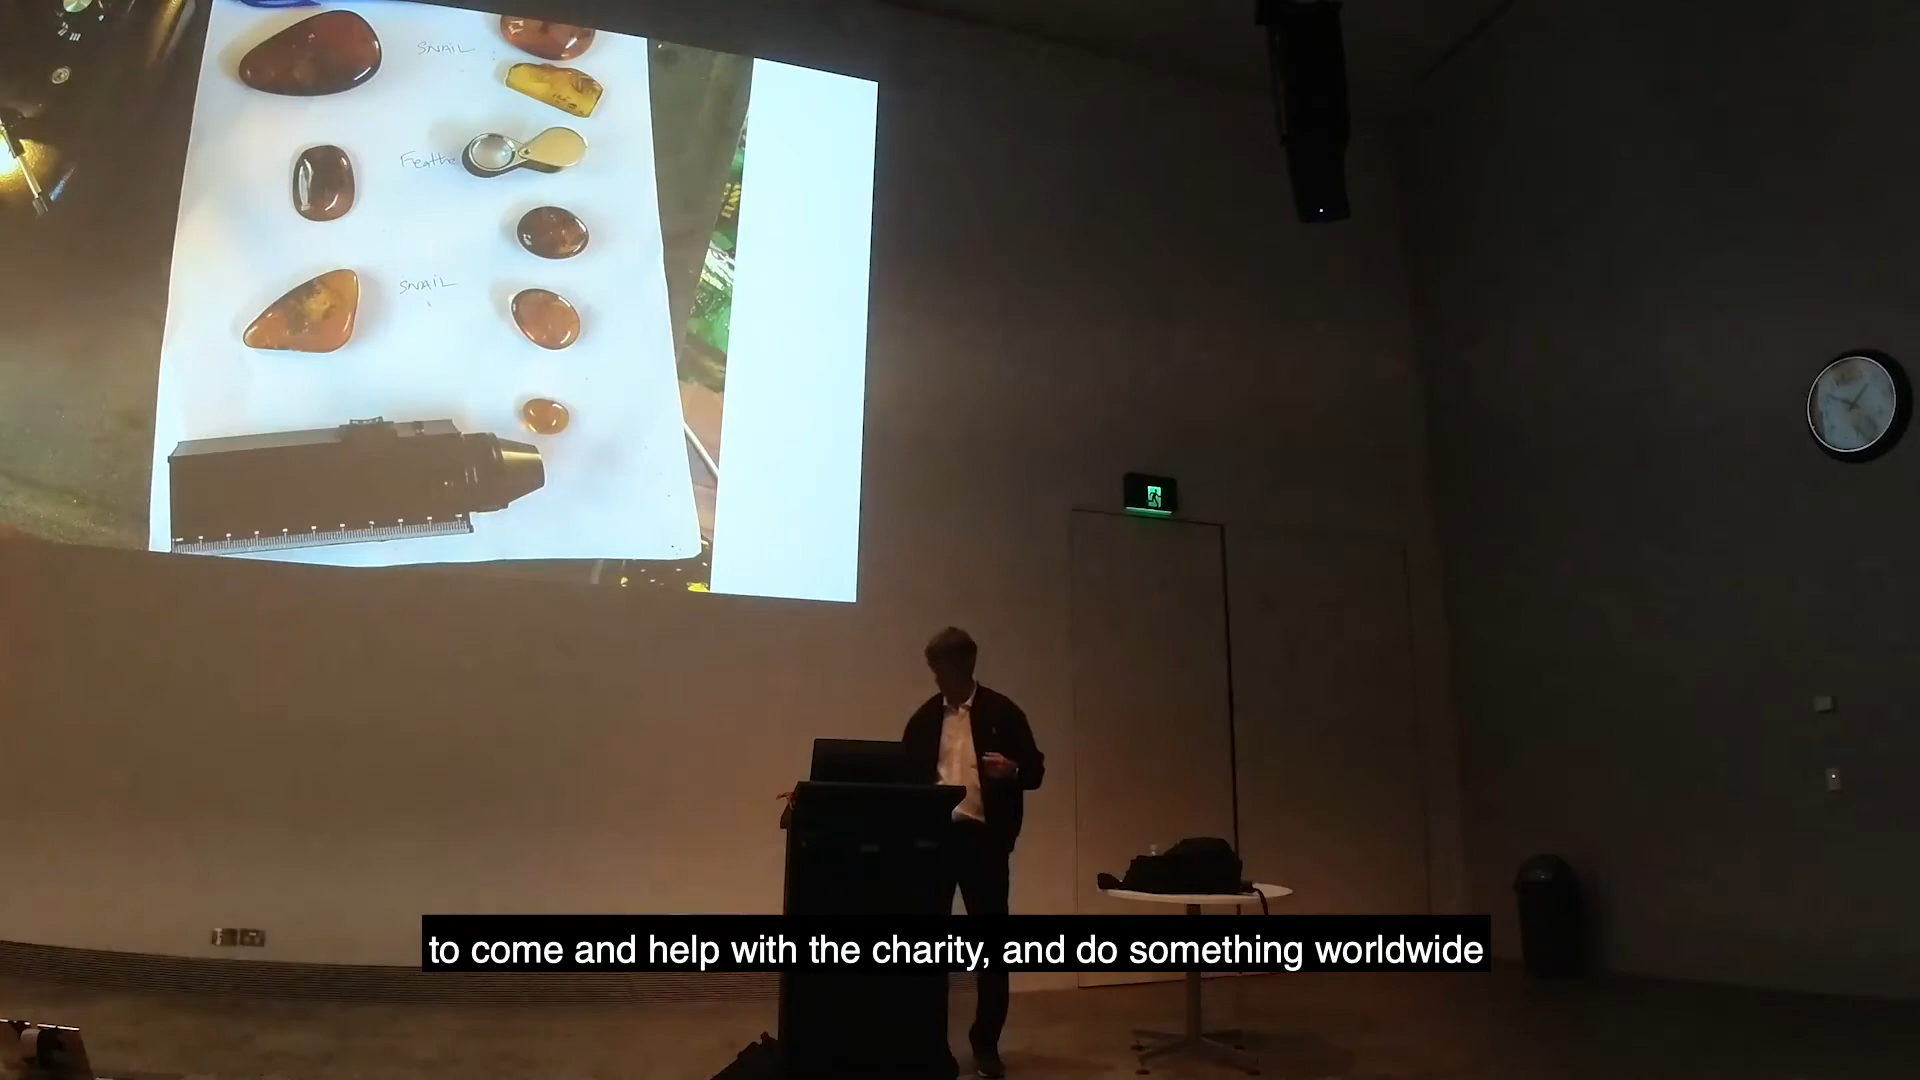 SNAIL
Feathe
SNAIL
to come and help with the charity, and do something worldwide